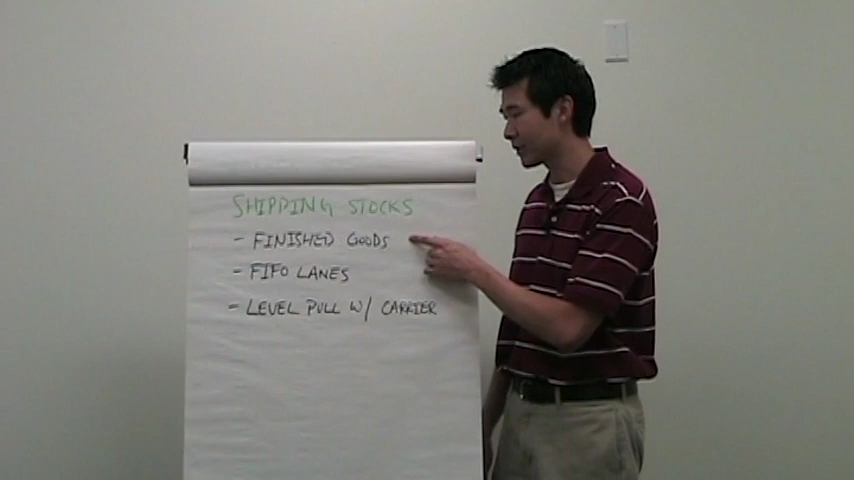 SHIPPING STOCKS
- FINISHED GOODS
- FIFO LANES
- LEVEL PULL W/ CARRIER